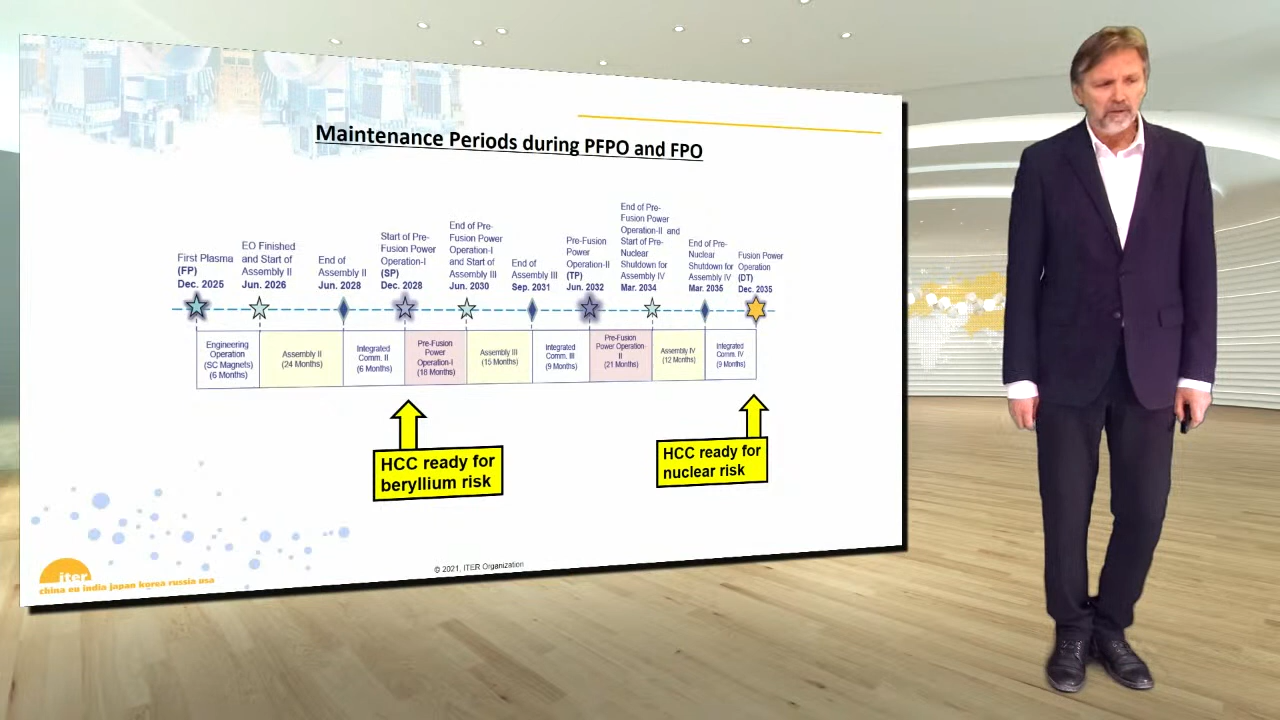 Maintenance Periods during PFPO and FPO
First Plasma
(FP)
Dec. 2025
EO Finished
and Start of
Assembly II
Jun. 2026
End of
Assembly II
Jun. 2028
Start of Pre-
Fusion Power
Operation-I
(SP)
Dec. 2028
End of Pre-
Fusion Power
Operation-I
and Start of
Assembly III
Jun. 2030
End of
Assembly III
Sep. 2031
Pre-Fusion
Power
Operation-II
(TP)
Jun. 2032
End of Pre-
Fusion Power
Operation-II and
Start of Pre-
Nuclear
Shutdown for
Assembly IV
Mar. 2034
End of Pre-
Nuclear
Shutdown for
Assembly IV
Mar. 2035
Fusion Power
Operation
(DT)
Dec. 2035
Engineering
Operation
(SC Magnets)
(6 Months)
Assembly II
(24 Months)
Integrated
Comm. II
(6 Months)
Pre-Fusion
Power
Operation-I
(18 Months)
Assembly III
(15 Months)
Integrated
Comm. III
(9 Months)
Pre-Fusion
Power Operation-
II
(21 Months)
Assembly IV
(12 Months)
Integrated
Comm. IV
(9 Months)
HCC ready for
beryllium risk
HCC ready for
nuclear risk
iter
china eu india japan korea russia usa
© 2021, ITER Organization